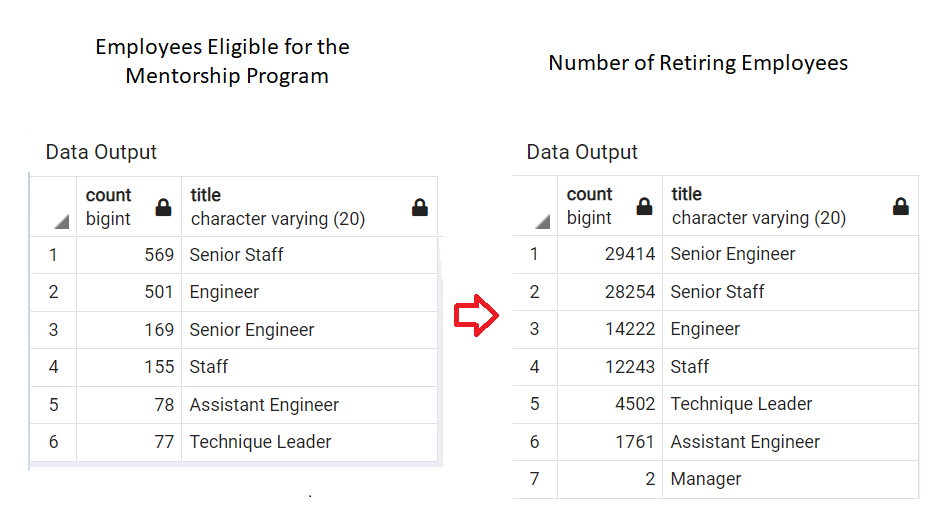 Employees Eligible for the
Mentorship Program
Data Output
count
bigint
title
character varying (20)
1 569 Senior Staff
2 501 Engineer
3 169 Senior Engineer
4 155 Staff
5 78 Assistant Engineer
6 77 Technique Leader
Number of Retiring Employees
Data Output
count
bigint
title
character varying (20)
1 29414 Senior Engineer
2 28254 Senior Staff
3 14222 Engineer
4 12243 Staff
5 4502 Technique Leader
6 1761 Assistant Engineer
7 2 Manager